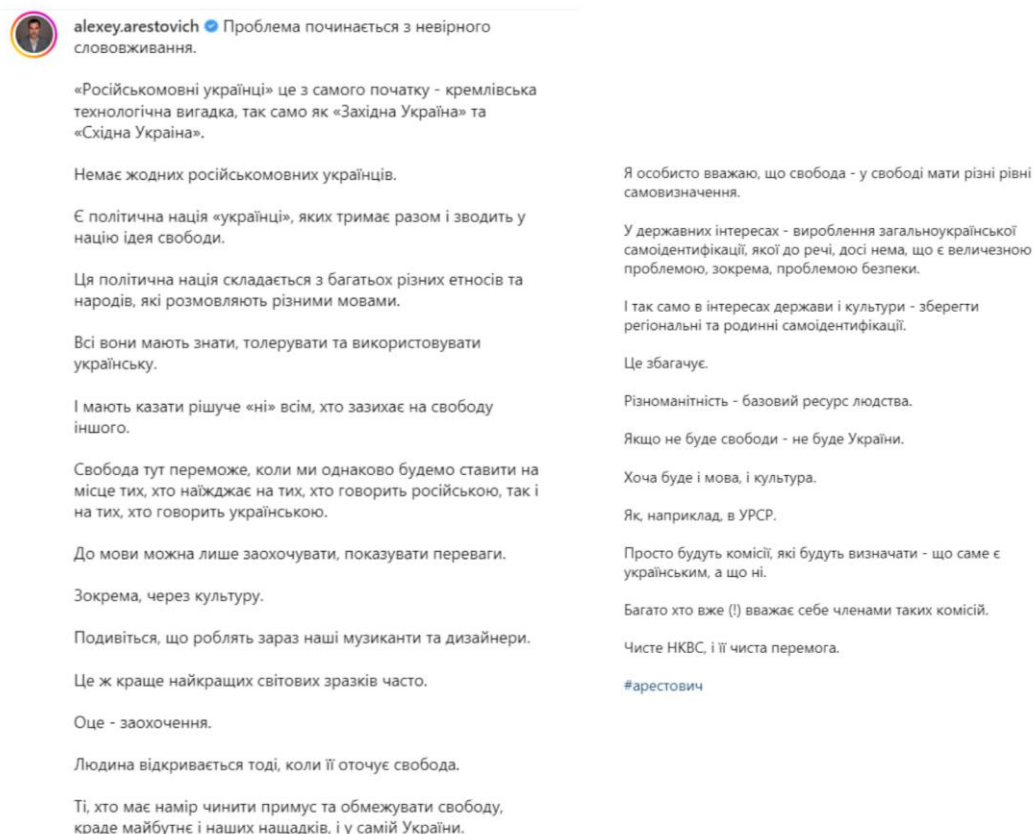 alexey.arestovich Проблема починається з невірного
слововживання.
«Російськомовні українці» це з самого початку - кремлівська
технологічна вигадка, так само як «Західна Україна» та
«Східна Украіна».
Немає жодних російськомовних українців.
Є політична нація «українці», яких тримає разом і зводить у
націю ідея свободи.
Ця політична нація складається з багатьох різних етносів та
народів, які розмовляють різними мовами.
Всі вони мають знати, толерувати та використовувати
українську.
І мають казати рішуче «ні» всім, хто зазіхає на свободу
іншого.
Свобода тут переможе, коли ми однаково будемо ставити на
місце тих, хто наїжджає на тих, хто говорить російською, так і
на тих, хто говорить українською.
До мови можна лише заохочувати, показувати переваги.
Зокрема, через культуру.
Подивіться, що роблять зараз наші музиканти та дизайнери.
Це ж краще найкращих світових зразків часто.
Оце - заохочення.
Людина відкривається тоді, коли її оточує свобода.
Ті, хто має намір чинити примус та обмежувати свободу,
краде майбутнє і наших нащадків, і у самій України.
Я особисто вважаю, що свобода - у свободі мати різні рівні
самовизначення.
У державних інтересах - вироблення загальноукраїнської
самоідентифікації, якої до речі, досі нема, що є величезною
проблемою, зокрема, проблемою безпеки.
І так само в інтересах держави і культури - зберегти
регіональні та родинні самоідентифікації.
Це збагачує.
Різноманітність - базовий ресурс людства.
Якщо не буде свободи - не буде України.
Хоча буде і мова, і культура.
Як, наприклад, в УРСР.
Просто будуть комісії, які будуть визначати - що саме є
українським, а що ні.
Багато хто вже (!) вважає себе членами таких комісій.
Чисте НКВС, і її чиста перемога.
#арестович